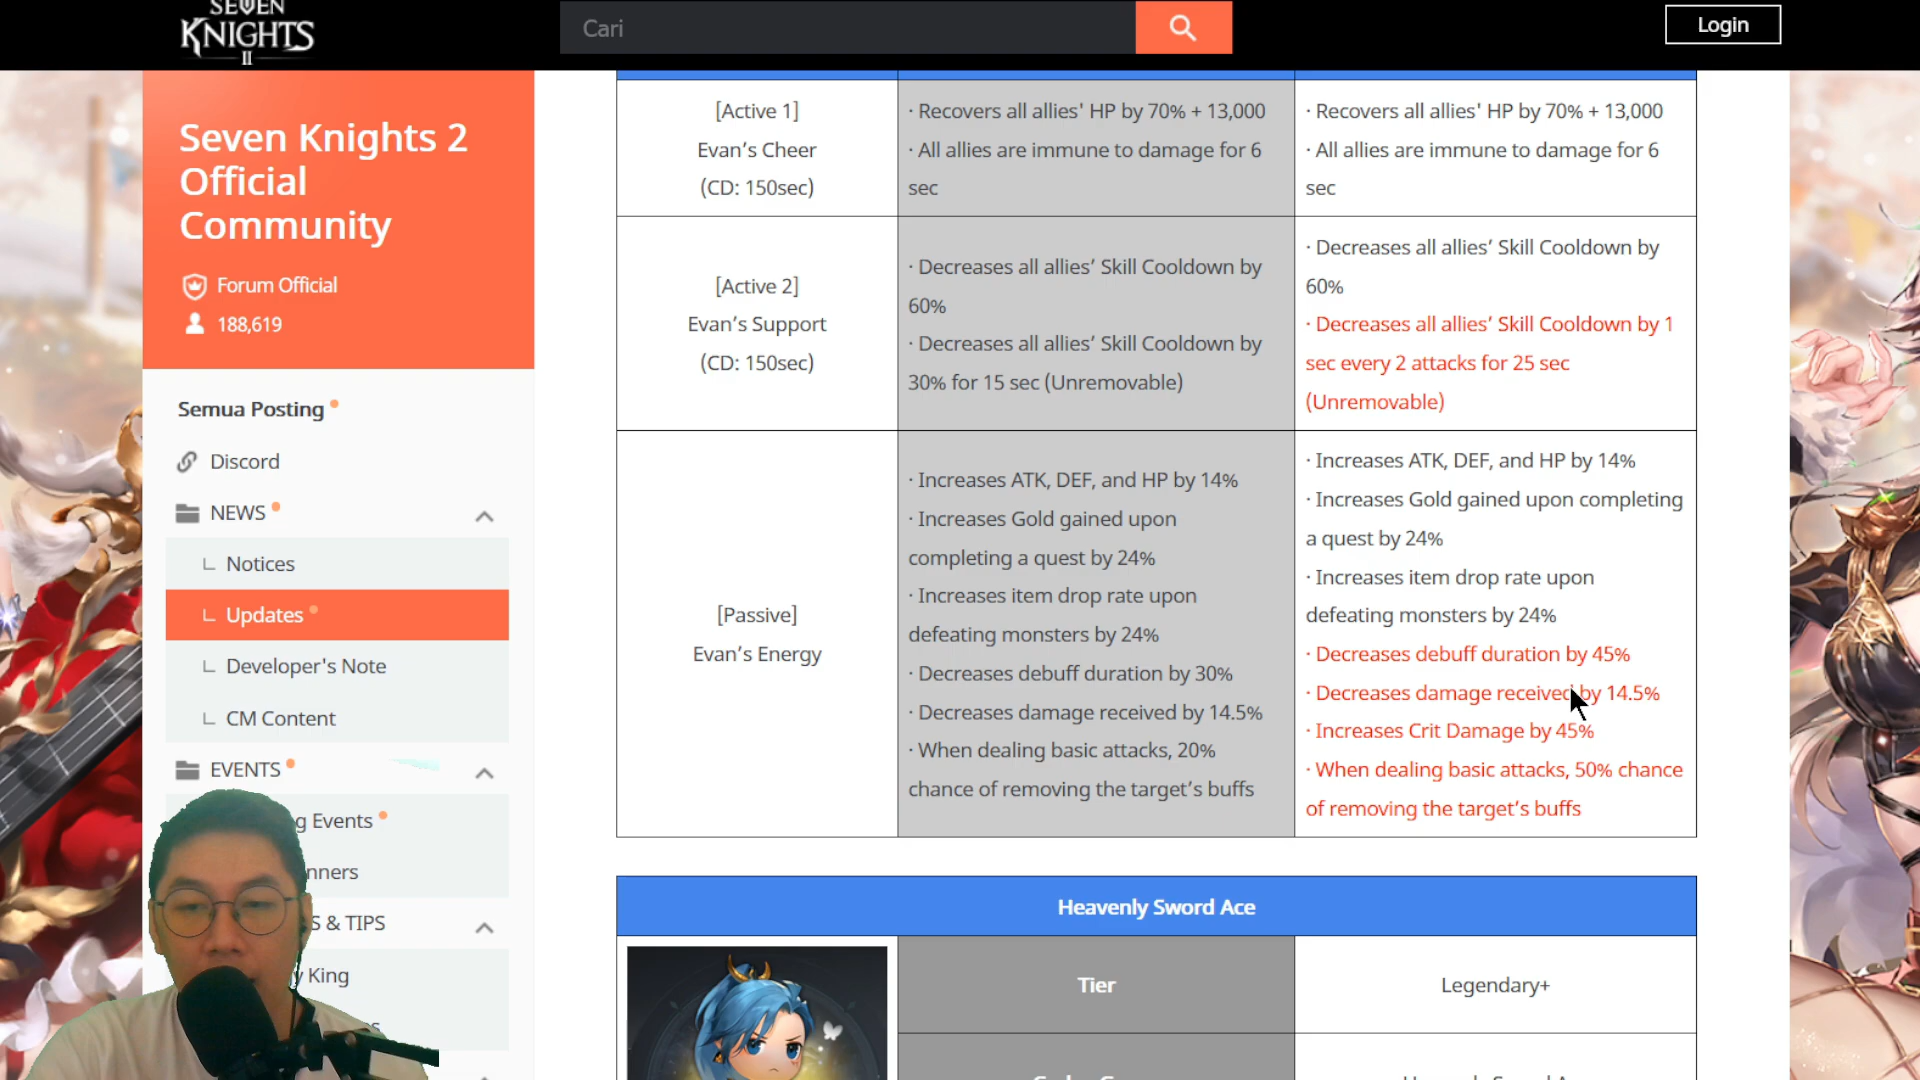 SEVEN
KNIGHTS
II
Cari
Login
Seven Knights 2
Official
Community
Forum Official
188,619
Semua Posting
Discord
NEWS
Notices
Updates
Developer's Note
CM Content
EVENTS
g Events
nners
S & TIPS
y King
[Active 1]
Evan’s Cheer
(CD: 150sec)
· Recovers all allies' HP by 70% + 13,000
· All allies are immune to damage for 6
sec
· Recovers all allies' HP by 70% + 13,000
· All allies are immune to damage for 6
sec
[Active 2]
Evan’s Support
(CD: 150sec)
· Decreases all allies’ Skill Cooldown by
60%
· Decreases all allies’ Skill Cooldown by
30% for 15 sec (Unremovable)
· Decreases all allies’ Skill Cooldown by
60%
· Decreases all allies’ Skill Cooldown by 1
sec every 2 attacks for 25 sec
(Unremovable)
[Passive]
Evan’s Energy
· Increases ATK, DEF, and HP by 14%
· Increases Gold gained upon
completing a quest by 24%
· Increases item drop rate upon
defeating monsters by 24%
· Decreases debuff duration by 30%
· Decreases damage received by 14.5%
· When dealing basic attacks, 20%
chance of removing the target’s buffs
· Increases ATK, DEF, and HP by 14%
· Increases Gold gained upon completing
a quest by 24%
· Increases item drop rate upon
defeating monsters by 24%
· Decreases debuff duration by 45%
· Decreases damage received by 14.5%
· Increases Crit Damage by 45%
· When dealing basic attacks, 50% chance
of removing the target’s buffs
Heavenly Sword Ace
Tier
Legendary+